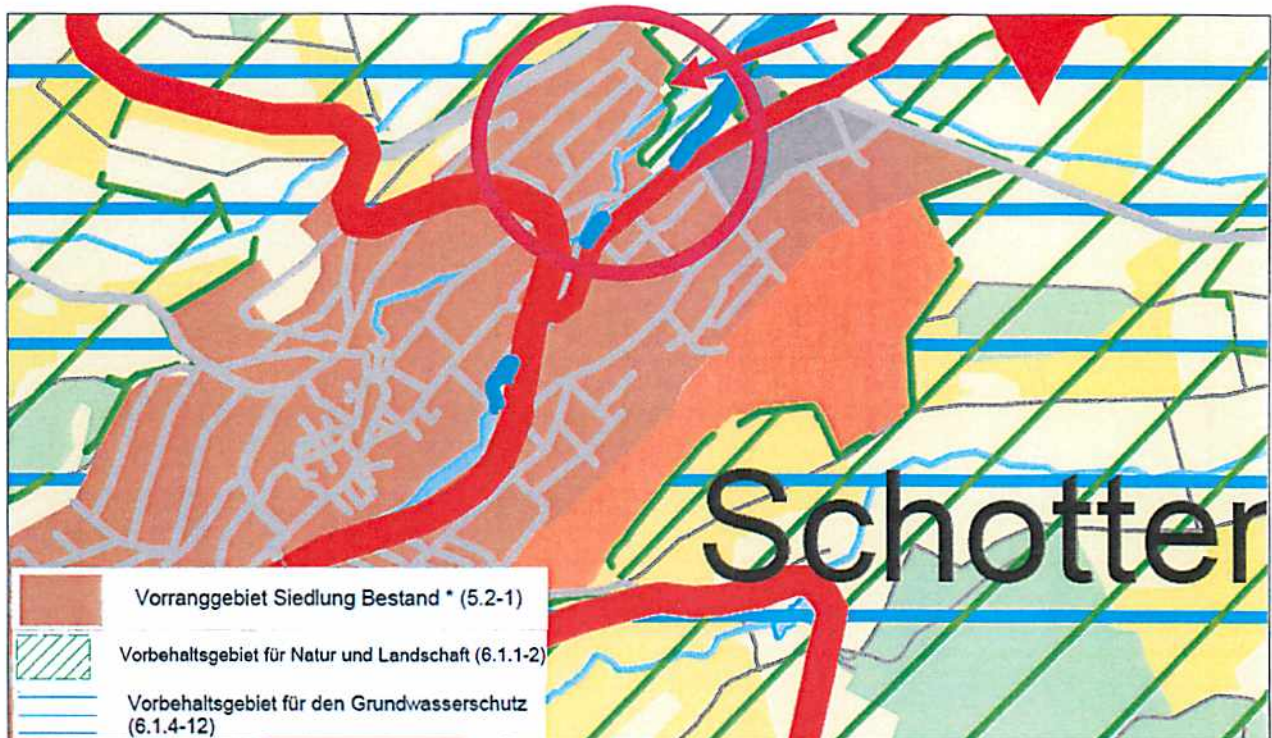 Schotter
Vorranggebiet Siedlung Bestand * (5.2-1)
Vorbehaltsgebiet für Natur und Landschaft (6.1.1-2)
Vorbehaltsgebiet für den Grundwasserschutz
(6.1.4-12)